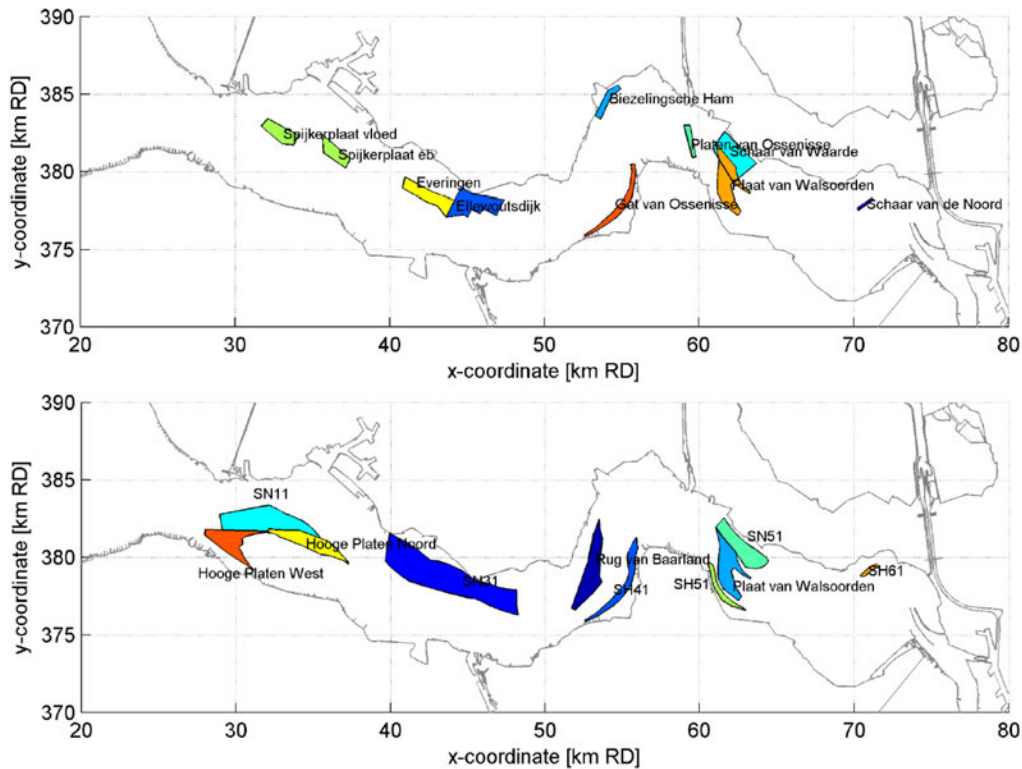 390
385
380
375
370
y-coordinate [km RD]
Biezelingsche Ham
Spijkerplaat vloed
Platen van Ossenisse
Schaar van Waarde
Spijkerplaat eb
Everingen
Plaat van Walsoorden
Ellewoutsdijk
Gat van Ossenisse
Schaar van de Noord
20 30 40 50 60 70 80
x-coordinate [km RD]
390
385
380
375
370
y-coordinate [km RD]
SN11
SN51
Hooge Platen Noord
Rug van Baarland
Hooge Platen West
SN31
SH41
SH51
Plaat van Walsoorden
SH61
20 30 40 50 60 70 80
x-coordinate [km RD]